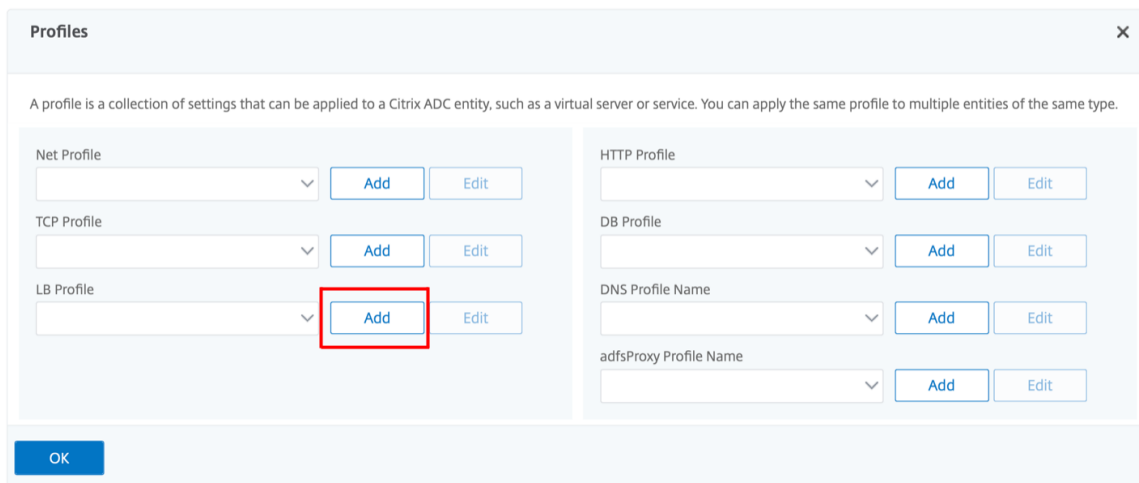 Profiles
A profile is a collection of settings that can be applied to a Citrix ADC entity, such as a virtual server or service. You can apply the same profile to multiple entities of the same type.
Net Profile
Add Edit
TCP Profile
Add Edit
LB Profile
Add Edit
HTTP Profile
Add Edit
DB Profile
Add Edit
DNS Profile Name
Add Edit
adfsProxy Profile Name
Add Edit
OK